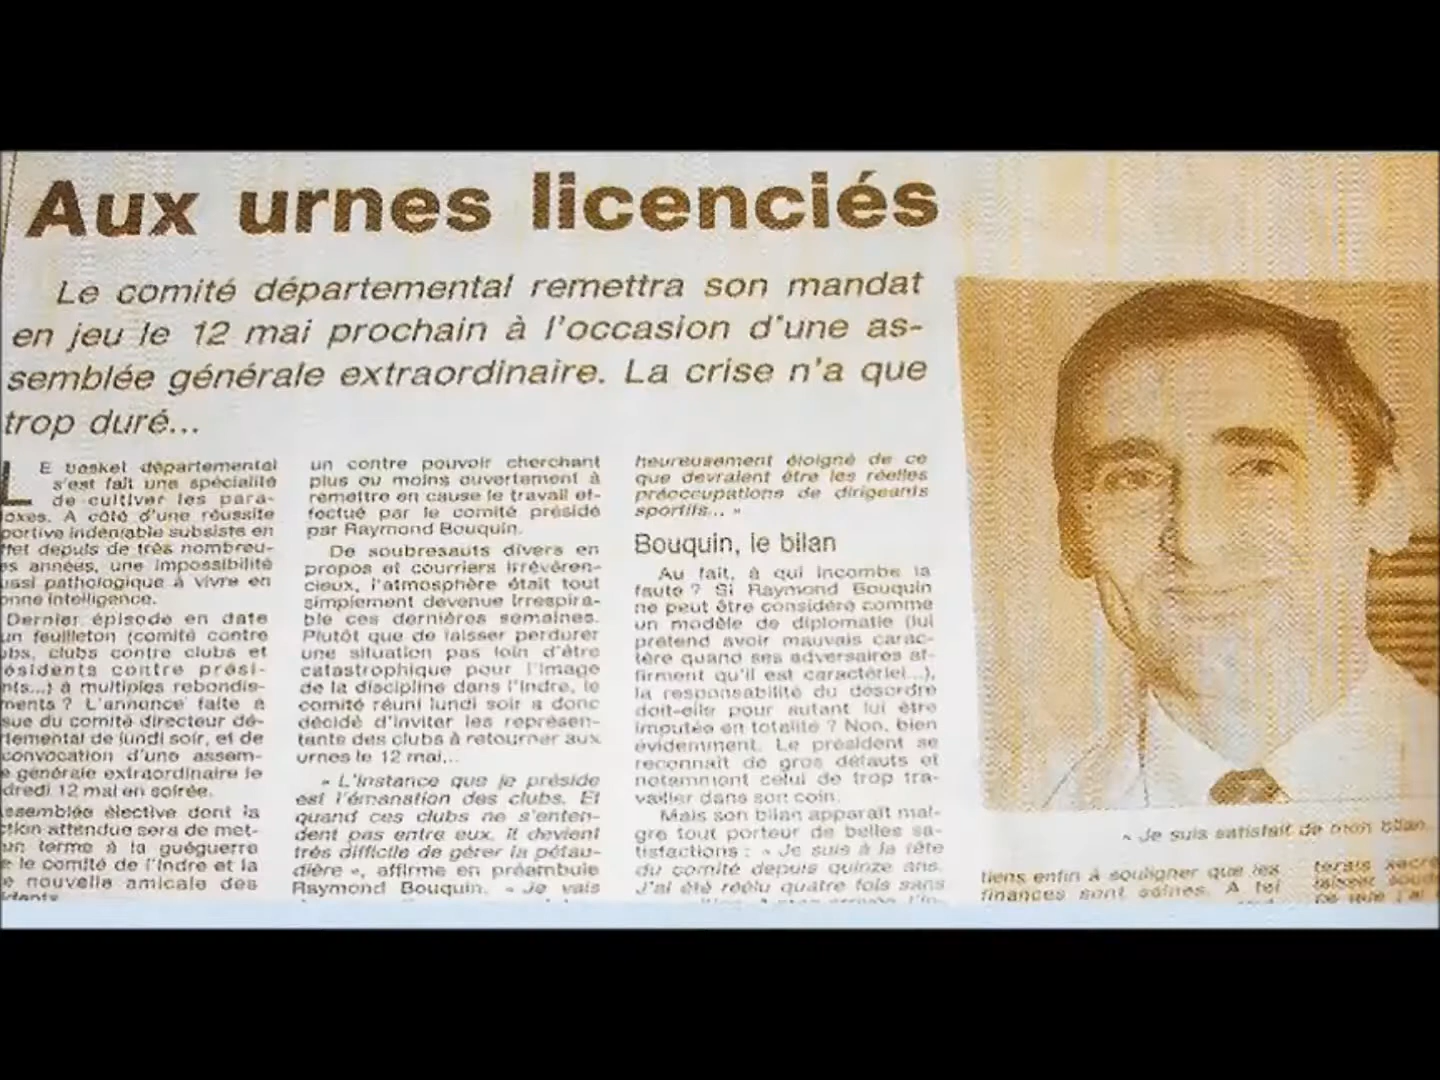 Aux urnes licenciés
Le comité départemental remettra son mandat
en jeu le 12 mai prochain à l'occasion d'une as-
semblée générale extraordinaire. La crise n'a que
trop duré...
LE basket départemental
s'est fait une spécialité
de cultiver les para-
oxes. A côté d'une réussite
portive indéniable subsiste en
ffet depuis de très nombreu-
es années, une impossibilité
ussi pathologique à vivre en
onne intelligence.
Dernier épisode en date
un feuilleton (comité contre
ubs, clubs contre clubs et
ésidents contre prési-
nts...) à multiples rebondis-
ments ? L'annonce faite à
sue du comité directeur dé-
temental de lundi soir, et de
convocation d'une assem-
e générale extraordinaire le
dredi 12 mai en soirée.
assemblée élective dont la
ction attendue sera de met-
un terme à la guéguerre
e le comité de l'Indre et la
e nouvelle amicale des
idents
un contre pouvoir cherchant
plus ou moins ouvertement à
remettre en cause le travail ef-
fectué par le comité présidé
par Raymond Bouquin.
De soubresauts divers en
propos et courriers irrévéren-
cieux, l'atmosphère était tout
simplement devenue irrespira-
ble ces dernières semaines.
Plutôt que de laisser perdurer
une situation pas loin d'être
catastrophique pour l'image
de la discipline dans l'Indre, le
comité réuni lundi soir a donc
décidé d'inviter les représen-
tants des clubs à retourner aux
urnes le 12 mai...
« L'instance que je préside
est l'émanation des clubs. Et
quand ces clubs ne s'enten-
dent pas entre eux, il devient
très difficile de gérer la pétau-
dière », affirme en préambule
Raymond Bouquin. « Je vais
heureusement éloigné de ce
que devraient être les réelles
préoccupations de dirigeants
sportifs... »
Bouquin, le bilan
Au fait, à qui incombe la
faute ? Si Raymond Bouquin
ne peut être considéré comme
un modèle de diplomatie (lui
prétend avoir mauvais carac-
tère quand ses adversaires af-
firment qu'il est caractériel...),
la responsabilité du désordre
doit-elle pour autant lui être
imputée en totalité ? Non, bien
évidemment. Le président se
reconnaît de gros défauts et
notamment celui de trop tra-
vailler dans son coin.
Mais son bilan apparaît mal-
gré tout porteur de belles sa-
tisfactions : « Je suis à la tête
du comité depuis quinze ans.
J'ai été réélu quatre fois sans
« Je suis satisfait de mon bilan
tiens enfin à souligner que les
finances sont saines. A tel